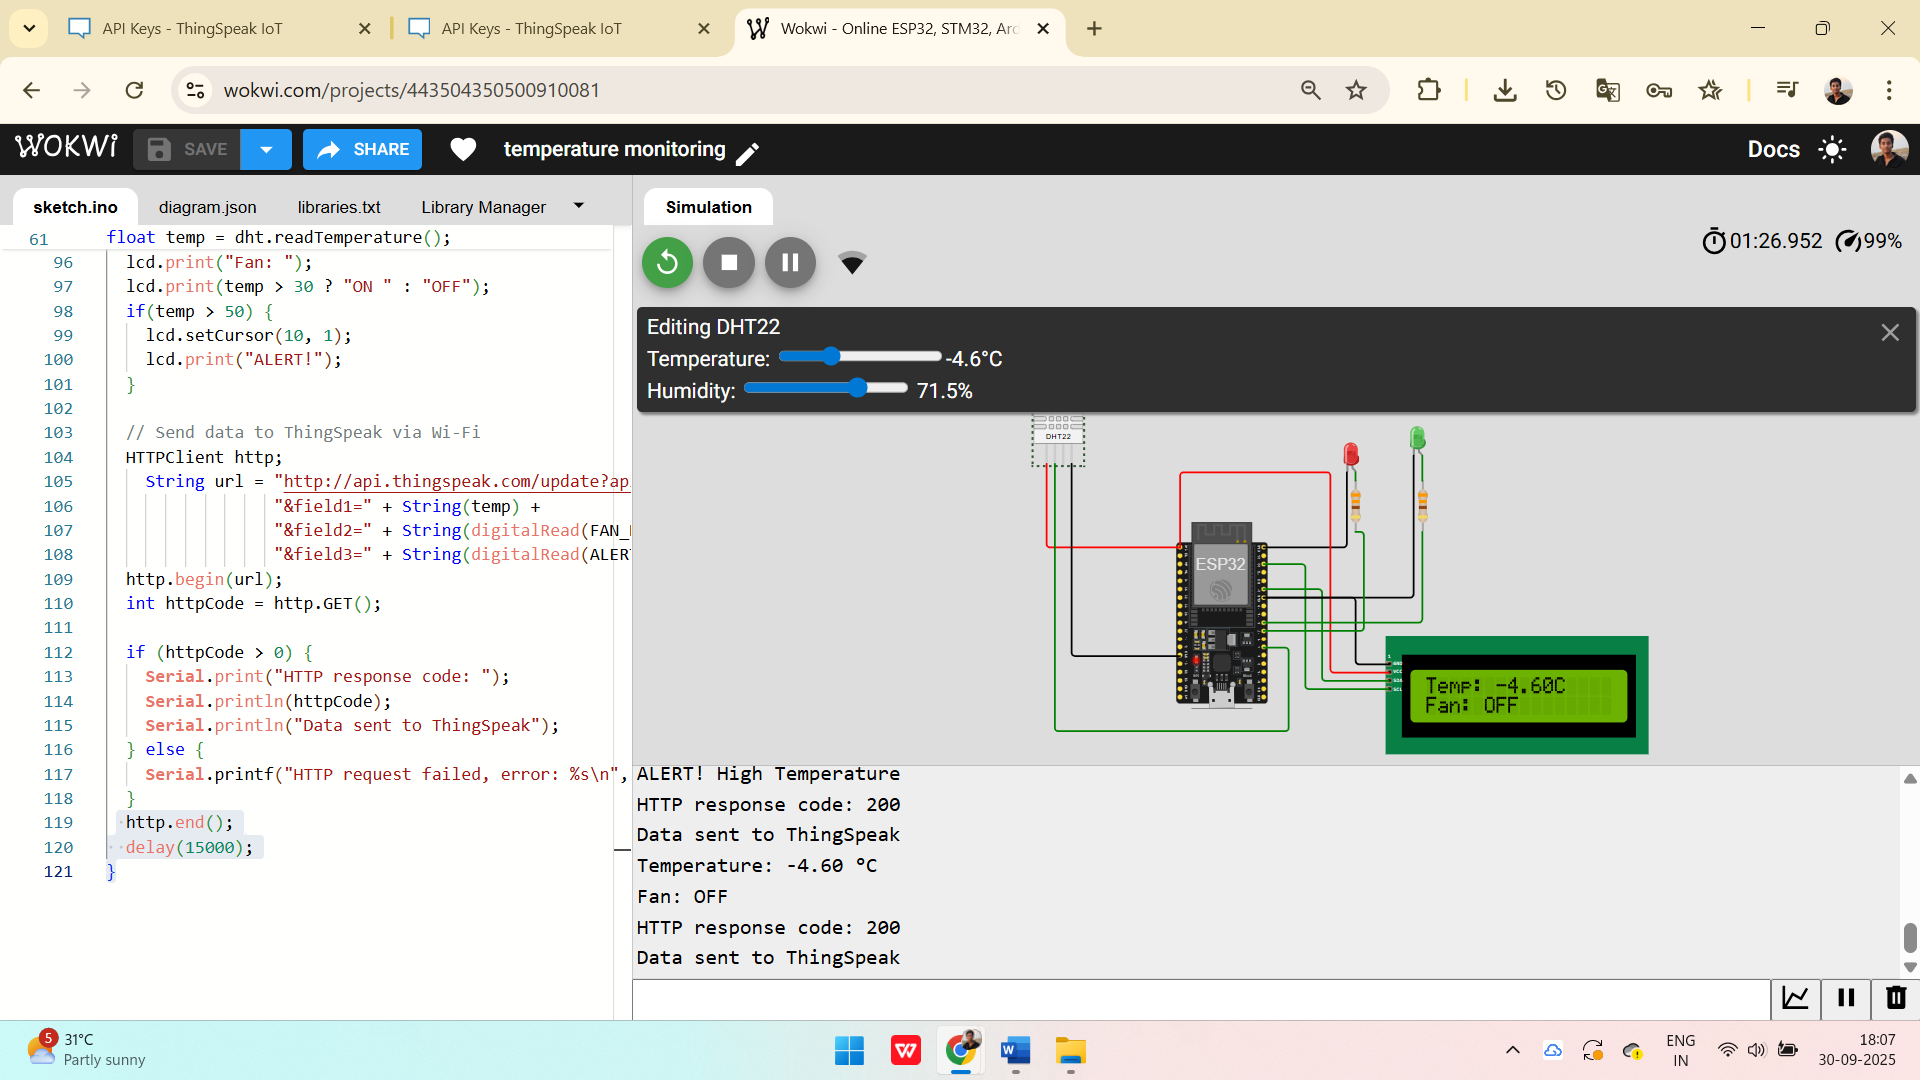 API Keys - ThingSpeak IoT
API Keys - ThingSpeak IoT
Wokwi - Online ESP32, STM32, Ard
wokwi.com/projects/443504350500910081
WOKWi
SAVE
SHARE
temperature monitoring
Docs
sketch.ino
diagram.json
libraries.txt
Library Manager
Simulation
61 float temp = dht.readTemperature();
96 lcd.print("Fan: ");
97 lcd.print(temp > 30 ? "ON " : "OFF");
98 if(temp > 50) {
99 lcd.setCursor(10, 1);
100 lcd.print("ALERT!");
101 }
102
103 // Send data to ThingSpeak via Wi-Fi
104 HTTPClient http;
105 String url = "http://api.thingspeak.com/update?ap
106 "&field1=" + String(temp) +
107 "&field2=" + String(digitalRead(FAN_
108 "&field3=" + String(digitalRead(ALER
109 http.begin(url);
110 int httpCode = http.GET();
111
112 if (httpCode > 0) {
113 Serial.print("HTTP response code: ");
114 Serial.println(httpCode);
115 Serial.println("Data sent to ThingSpeak");
116 } else {
117 Serial.printf("HTTP request failed, error: %s\n",
118 }
119 http.end();
120 delay(15000);
121 }
01:26.952
99%
Editing DHT22
Temperature: -4.6°C
Humidity: 71.5%
DHT22
ESP32
1
GND
VCC
SDA
SCL
Temp: -4.60C
Fan: OFF
ALERT! High Temperature
HTTP response code: 200
Data sent to ThingSpeak
Temperature: -4.60 °C
Fan: OFF
HTTP response code: 200
Data sent to ThingSpeak
5
31°C
Partly sunny
ENG
IN
18:07
30-09-2025